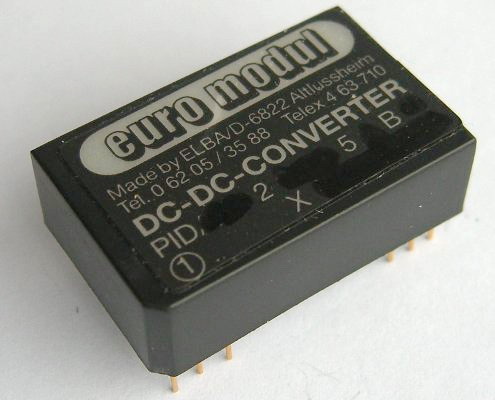 euro modul
Made by ELBA/D-6822 Altlussheim
Tel. 0 62 05 / 35 88 Telex 4 63 710
DC-DC-CONVERTER
PID 2 5 B
① X